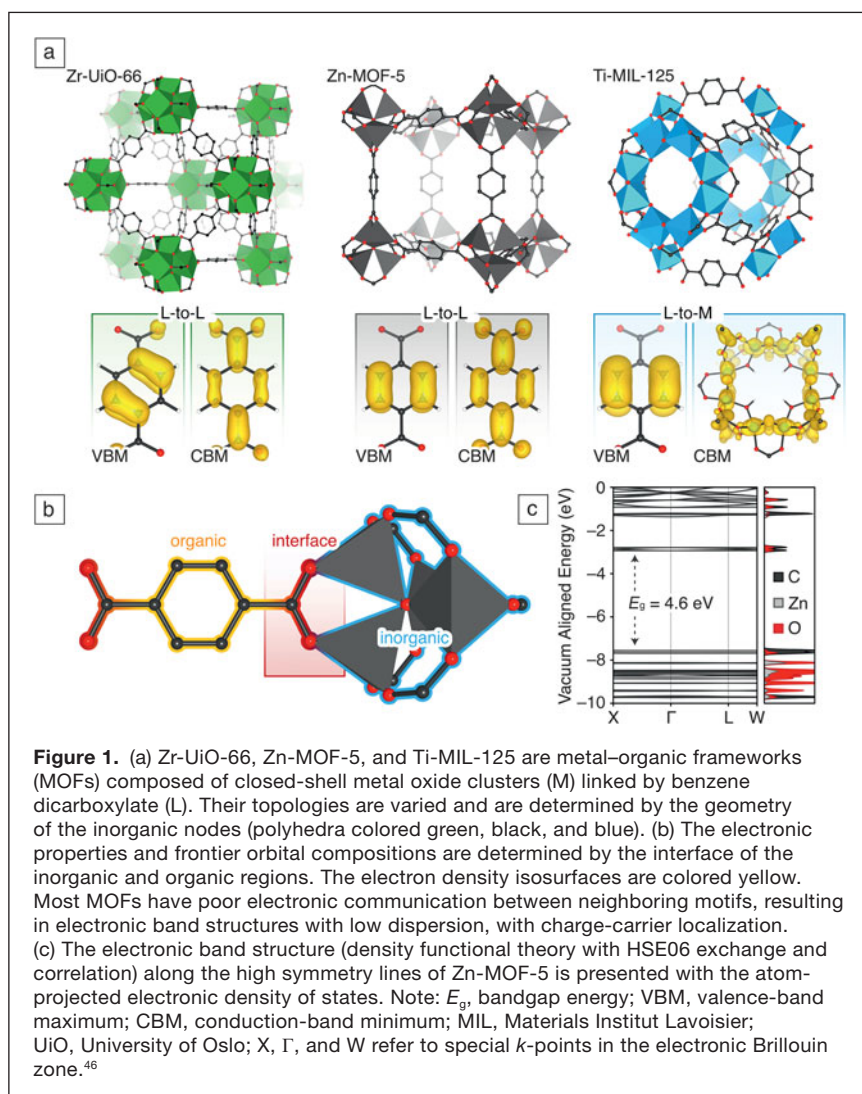 a
Zr-UiO-66
Zn-MOF-5
Ti-MIL-125
L-to-L
L-to-L
L-to-M
VBM
CBM
VBM
CBM
VBM
CBM
b
organic
interface
inorganic
c
Vacuum Aligned Energy (eV)
0
−2
−4
−6
−8
−10
Eg = 4.6 eV
C
Zn
O
X
Γ
L
W
Figure 1. (a) Zr-UiO-66, Zn-MOF-5, and Ti-MIL-125 are metal–organic frameworks
(MOFs) composed of closed-shell metal oxide clusters (M) linked by benzene
dicarboxylate (L). Their topologies are varied and are determined by the geometry
of the inorganic nodes (polyhedra colored green, black, and blue). (b) The electronic
properties and frontier orbital compositions are determined by the interface of the
inorganic and organic regions. The electron density isosurfaces are colored yellow.
Most MOFs have poor electronic communication between neighboring motifs, resulting
in electronic band structures with low dispersion, with charge-carrier localization.
(c) The electronic band structure (density functional theory with HSE06 exchange and
correlation) along the high symmetry lines of Zn-MOF-5 is presented with the atom-
projected electronic density of states. Note: Eg, bandgap energy; VBM, valence-band
maximum; CBM, conduction-band minimum; MIL, Materials Institut Lavoisier;
UiO, University of Oslo; X, Γ, and W refer to special k-points in the electronic Brillouin
zone.46